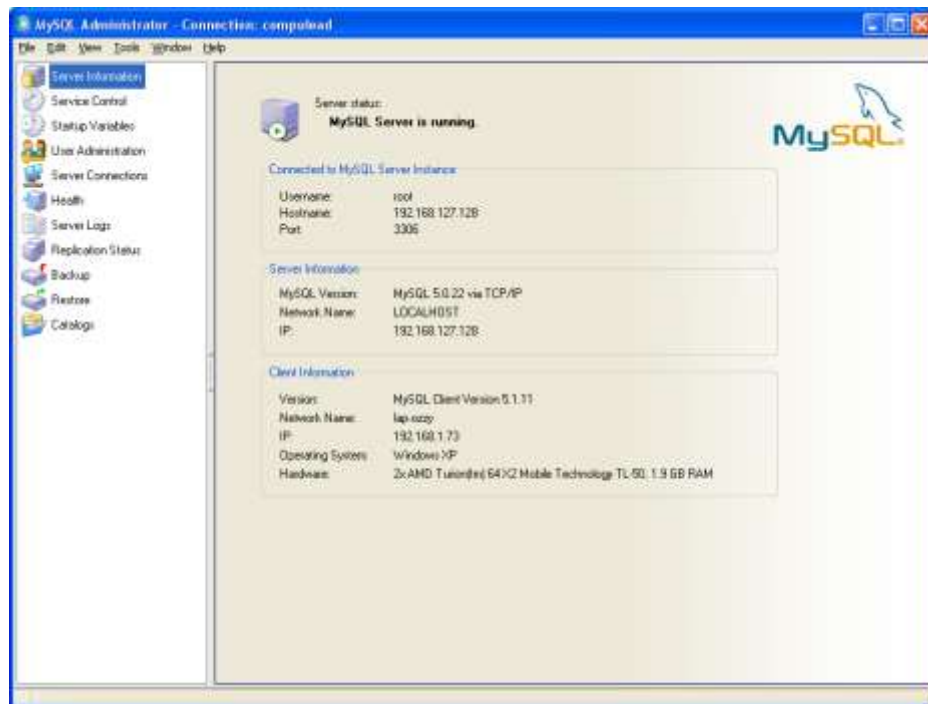 MySQL Administrator - Connection: compulead
File Edit View Tools Window Help
Server Information
Service Control
Startup Variables
User Administration
Server Connections
Health
Server Logs
Replication Status
Backup
Restore
Catalogs
Server status:
MySQL Server is running.
MySQL
Connected to MySQL Server Instance
Username: root
Hostname: 192.168.127.128
Port: 3306
Server Information
MySQL Version: MySQL 5.0.22 via TCP/IP
Network Name: LOCALHOST
IP: 192.168.127.128
Client Information
Version: MySQL Client Version 5.1.11
Network Name: lap-ozzy
IP: 192.168.1.73
Operating System: Windows XP
Hardware: 2x AMD Turion(tm) 64 X2 Mobile Technology TL-50, 1.9 GB RAM